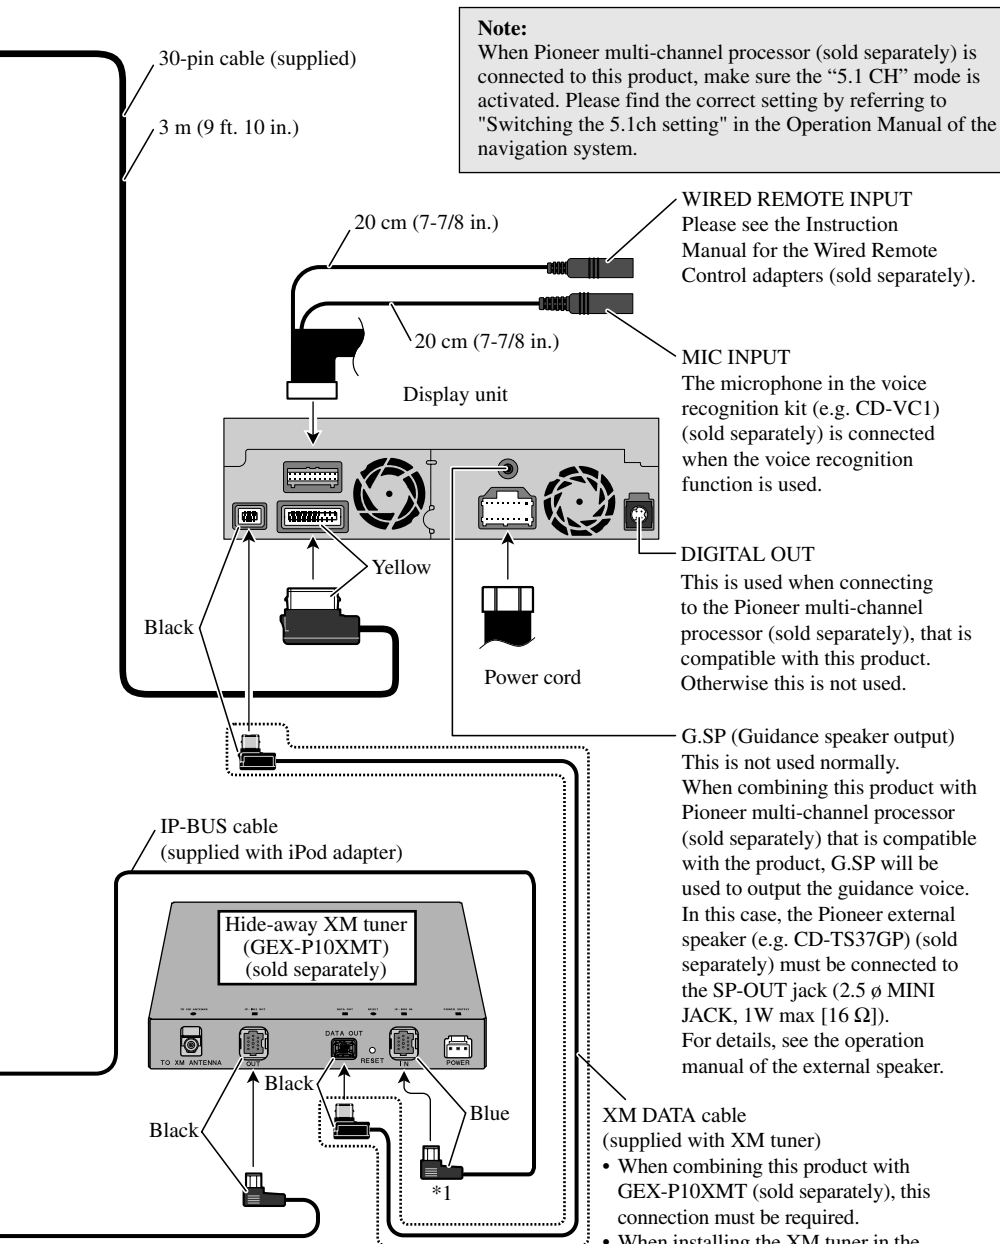 Note:
When Pioneer multi-channel processor (sold separately) is
connected to this product, make sure the “5.1 CH” mode is
activated. Please find the correct setting by referring to
"Switching the 5.1ch setting" in the Operation Manual of the
navigation system.
30-pin cable (supplied)
3 m (9 ft. 10 in.)
20 cm (7-7/8 in.)
20 cm (7-7/8 in.)
WIRED REMOTE INPUT
Please see the Instruction
Manual for the Wired Remote
Control adapters (sold separately).
MIC INPUT
The microphone in the voice
recognition kit (e.g. CD-VC1)
(sold separately) is connected
when the voice recognition
function is used.
Display unit
DIGITAL OUT
This is used when connecting
to the Pioneer multi-channel
processor (sold separately), that is
compatible with this product.
Otherwise this is not used.
Yellow
Black
Power cord
G.SP (Guidance speaker output)
This is not used normally.
When combining this product with
Pioneer multi-channel processor
(sold separately) that is compatible
with the product, G.SP will be
used to output the guidance voice.
In this case, the Pioneer external
speaker (e.g. CD-TS37GP) (sold
separately) must be connected to
the SP-OUT jack (2.5 ø MINI
JACK, 1W max [16 Ω]).
For details, see the operation
manual of the external speaker.
IP-BUS cable
(supplied with iPod adapter)
Hide-away XM tuner
(GEX-P10XMT)
(sold separately)
TO XM ANTENNA
OUT
DATA OUT
RESET
IN
POWER
Black
Black
Blue
*1
XM DATA cable
(supplied with XM tuner)
• When combining this product with
GEX-P10XMT (sold separately), this
connection must be required.
• When installing the XM tuner in the